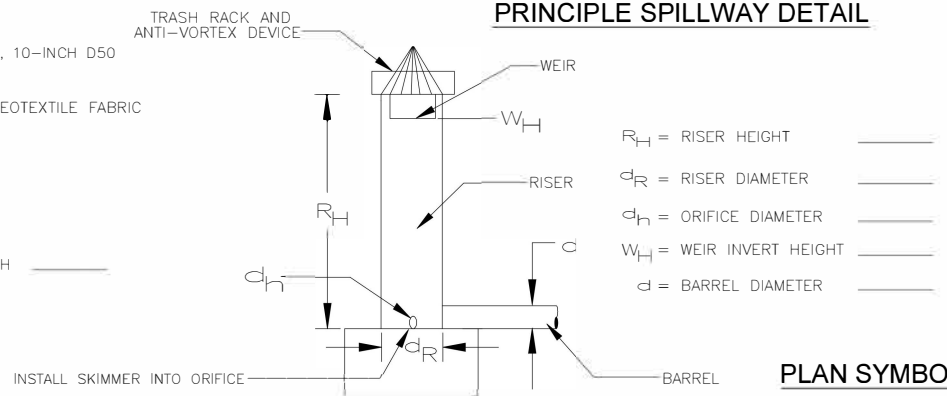 PRINCIPLE SPILLWAY DETAIL
TRASH RACK AND
ANTI-VORTEX DEVICE
, 10-INCH D50
EOTEXTILE FABRIC
WEIR
WH
RH = RISER HEIGHT
dR = RISER DIAMETER
dh = ORIFICE DIAMETER
WH = WEIR INVERT HEIGHT
d = BARREL DIAMETER
RISER
RH
d
H
dh
dR
INSTALL SKIMMER INTO ORIFICE
BARREL
PLAN SYMBO